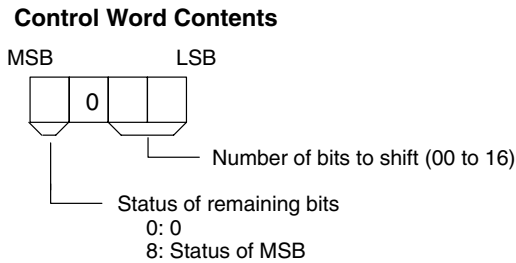 Control Word Contents
MSB LSB
0
Number of bits to shift (00 to 16)
Status of remaining bits
0: 0
8: Status of MSB